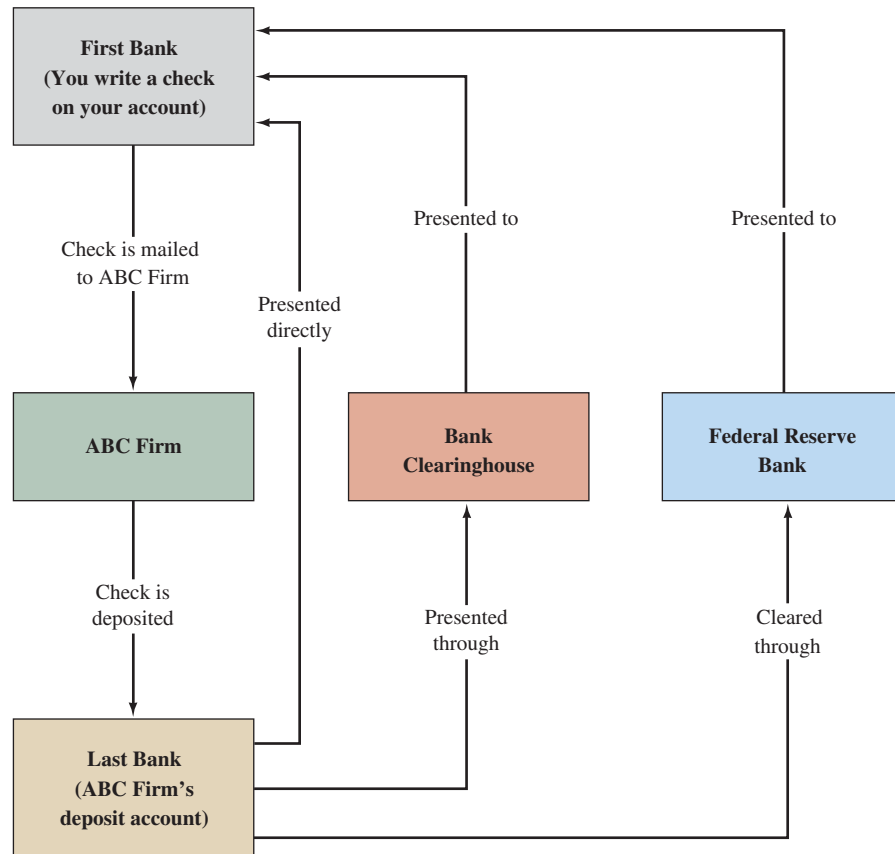 First Bank
(You write a check
on your account)
Presented to
Presented to
Check is mailed
to ABC Firm
Presented
directly
ABC Firm
Bank
Clearinghouse
Federal Reserve
Bank
Check is
deposited
Presented
through
Cleared
through
Last Bank
(ABC Firm’s
deposit account)